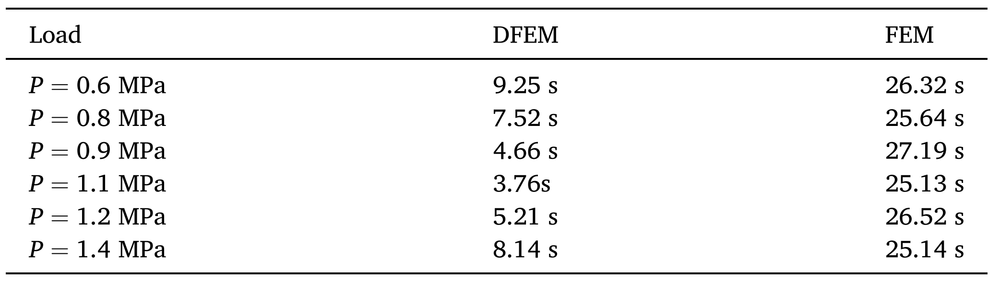 Load DFEM FEM
P = 0.6 MPa 9.25 s 26.32 s
P = 0.8 MPa 7.52 s 25.64 s
P = 0.9 MPa 4.66 s 27.19 s
P = 1.1 MPa 3.76s 25.13 s
P = 1.2 MPa 5.21 s 26.52 s
P = 1.4 MPa 8.14 s 25.14 s